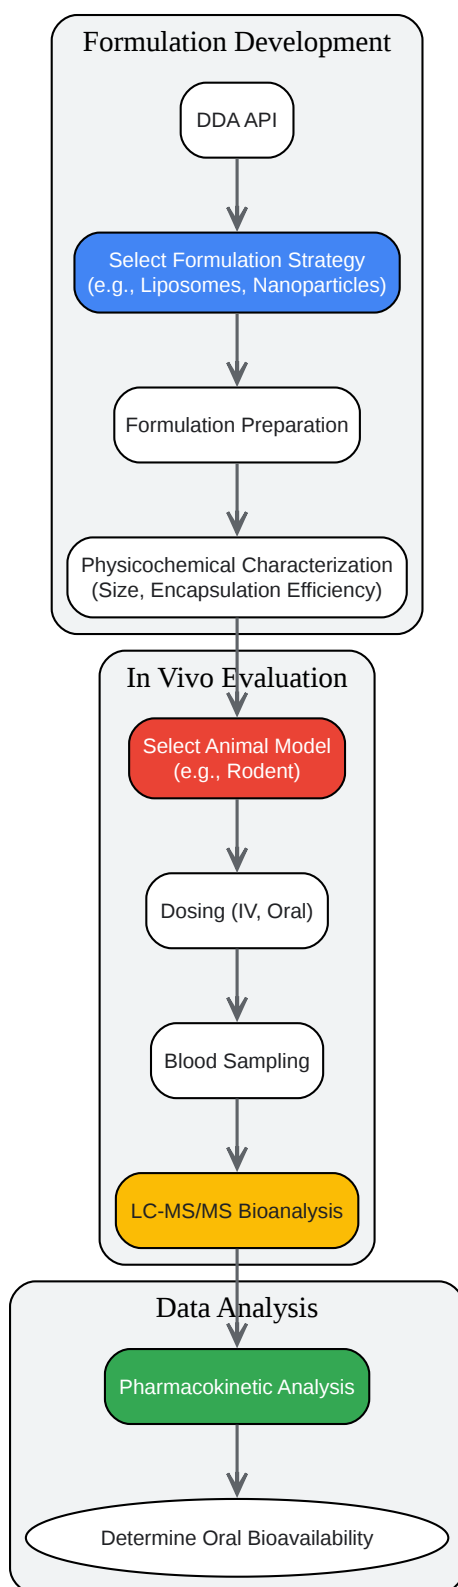 Formulation Development
DDA API
Select Formulation Strategy
(e.g., Liposomes, Nanoparticles)
Formulation Preparation
Physicochemical Characterization
(Size, Encapsulation Efficiency)
In Vivo Evaluation
Select Animal Model
(e.g., Rodent)
Dosing (IV, Oral)
Blood Sampling
LC-MS/MS Bioanalysis
Data Analysis
Pharmacokinetic Analysis
Determine Oral Bioavailability